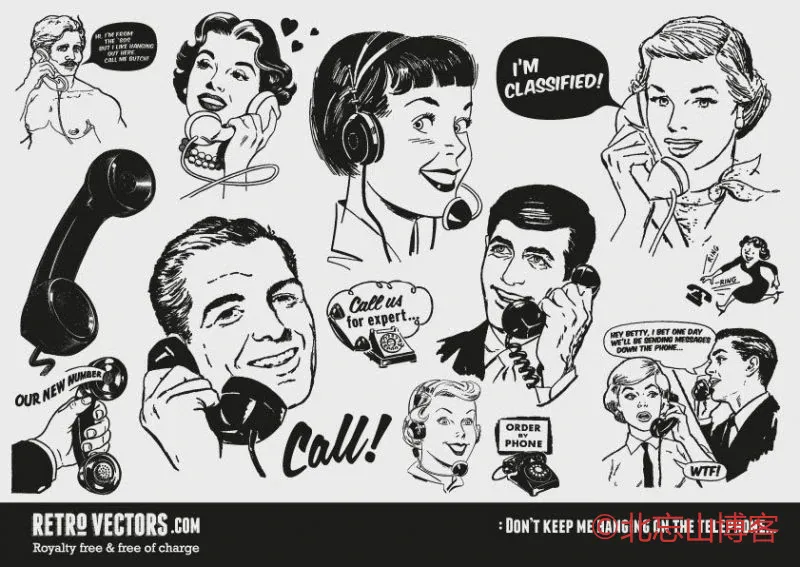 HI, I'M FROM
THE '80S
BUT I LIKE HANGING
OUT HERE.
CALL ME BUTCH!
I'M
CLASSIFIED!
RING
RING
Call us
for expert...
HEY BETTY, I BET ONE DAY
WE'LL BE SENDING MESSAGES
DOWN THE PHONE...
OUR NEW NUMBER
Call!
ORDER
BY
PHONE
WTF!
RETRO VECTORS.COM
Royalty free & free of charge
: DON'T KEEP ME HANGING ON THE TELEPHONE...
©北忘山博客